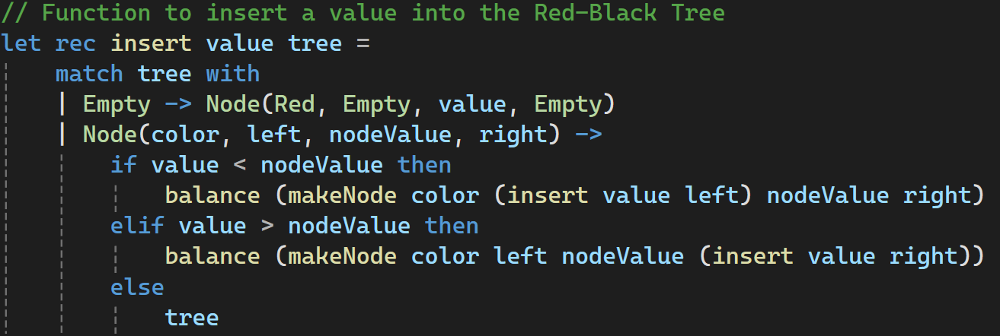 // Function to insert a value into the Red-Black Tree
let rec insert value tree =
    match tree with
    | Empty -> Node(Red, Empty, value, Empty)
    | Node(color, left, nodeValue, right) ->
        if value < nodeValue then
            balance (makeNode color (insert value left) nodeValue right)
        elif value > nodeValue then
            balance (makeNode color left nodeValue (insert value right))
        else
            tree